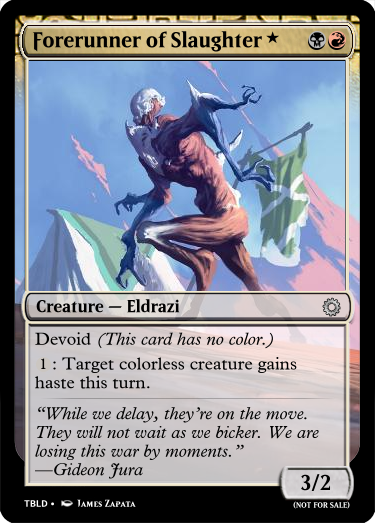 Forerunner of Slaughter ★
Creature — Eldrazi
Devoid (This card has no color.)
1 : Target colorless creature gains
haste this turn.
“While we delay, they’re on the move.
They will not wait as we bicker. We are
losing this war by moments.”
—Gideon Jura
3/2
TBLD • James Zapata
(NOT FOR SALE)